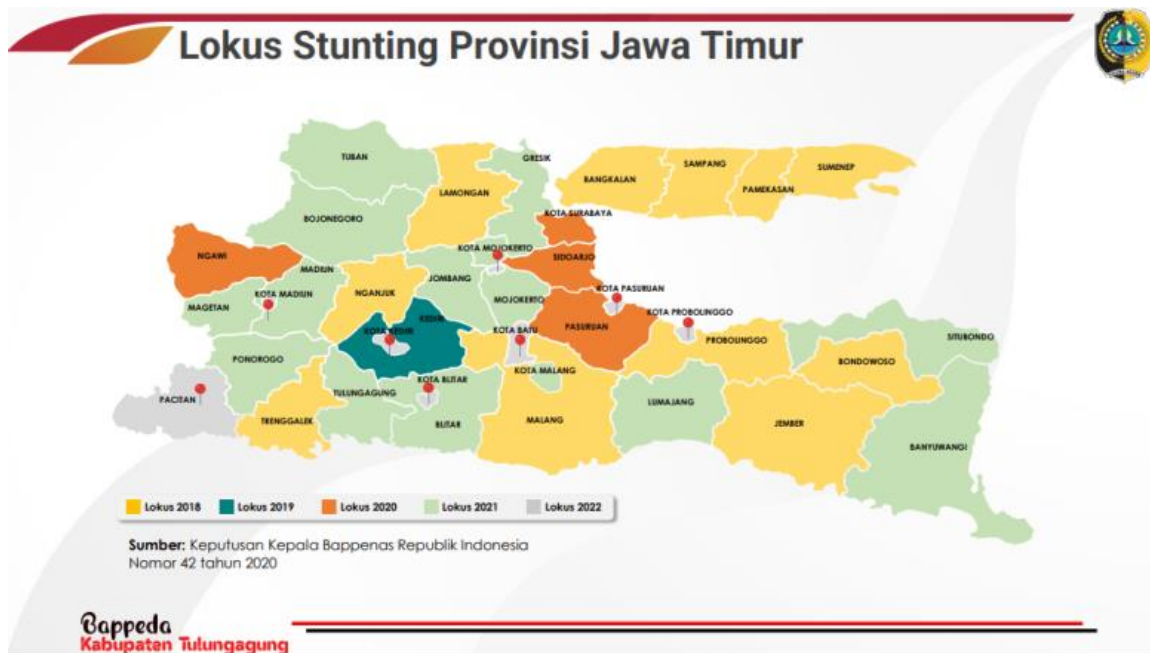 Lokus Stunting Provinsi Jawa Timur
TUBAN
GRESIK
LAMONGAN
BANGKALAN
SAMPANG
PAMEKASAN
SUMENEP
BOJONEGORO
KOTA SURABAYA
NGAWI
MADIUN
KOTA MOJOKERTO
SIDOARJO
MAGETAN
KOTA MADIUN
NGANJUK
JOMBANG
MOJOKERTO
KOTA PASURUAN
KOTA PROBOLINGGO
KEDIRI
KOTA KEDIRI
KOTA BATU
PASURUAN
PROBOLINGGO
SITUBONDO
BONDOWOSO
PONOROGO
KOTA MALANG
PACITAN
TULUNGAGUNG
KOTA BLITAR
LUMAJANG
TRENGGALEK
BLITAR
MALANG
JEMBER
BANYUWANGI
Lokus 2018 Lokus 2019 Lokus 2020 Lokus 2021 Lokus 2022
Sumber: Keputusan Kepala Bappenas Republik Indonesia
Nomor 42 tahun 2020
Bappeda
Kabupaten Tulungagung